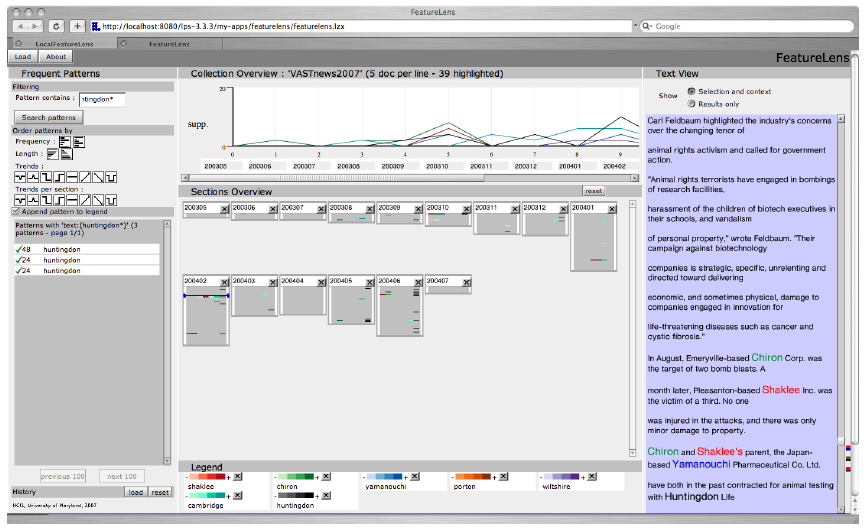 FeatureLens
http://localhost:8080/lps-3.3.3/my-apps/featurelens/featurelens.lzx
Google
LocalFeatureLens
FeatureLens
Load
About
FeatureLens
Frequent Patterns
Filtering
Pattern contains :
ntingdon*
Search patterns
Order patterns by
Frequency :
Length :
Trends :
Trends per section :
Append pattern to legend
Patterns with 'text:(huntingdon*)' (3
patterns - page 1/1)
48 huntingdon
24 huntingdon
24 huntingdon
previous 100
next 100
History
load
reset
HCIL, University of Maryland, 2007
Collection Overview : 'VASTnews2007' (5 doc per line - 39 highlighted)
20
supp.
0
0 1 2 3 4 5 6 7 8 9
200305 200306 200307 200308 200309 200310 200311 200312 200401 200402
Sections Overview
reset
200305 200306 200307 200308 200309 200310 200311 200312 200401
200402 200403 200404 200405 200406 200407
Legend
- + shaklee
- + chiron
- + yamanouchi
- + porton
- + wiltshire
- + cambridge
- + huntingdon
Text View
Show
Selection and context
Results only
Carl Feldbaum highlighted the industry's concerns
over the changing tenor of
animal rights activism and called for government
action.
"Animal rights terrorists have engaged in bombings
of research facilities,
harassment of the children of biotech executives in
their schools, and vandalism
of personal property," wrote Feldbaum. "Their
campaign against biotechnology
companies is strategic, specific, unrelenting and
directed toward delivering
economic, and sometimes physical, damage to
companies engaged in innovation for
life-threatening diseases such as cancer and
cystic fibrosis."
In August, Emeryville-based Chiron Corp. was
the target of two bomb blasts. A
month later, Pleasanton-based Shaklee Inc. was
the victim of a third. No one
was injured in the attacks, and there was only
minor damage to property.
Chiron and Shaklee's parent, the Japan-
based Yamanouchi Pharmaceutical Co. Ltd.
have both in the past contracted for animal testing
with Huntingdon Life